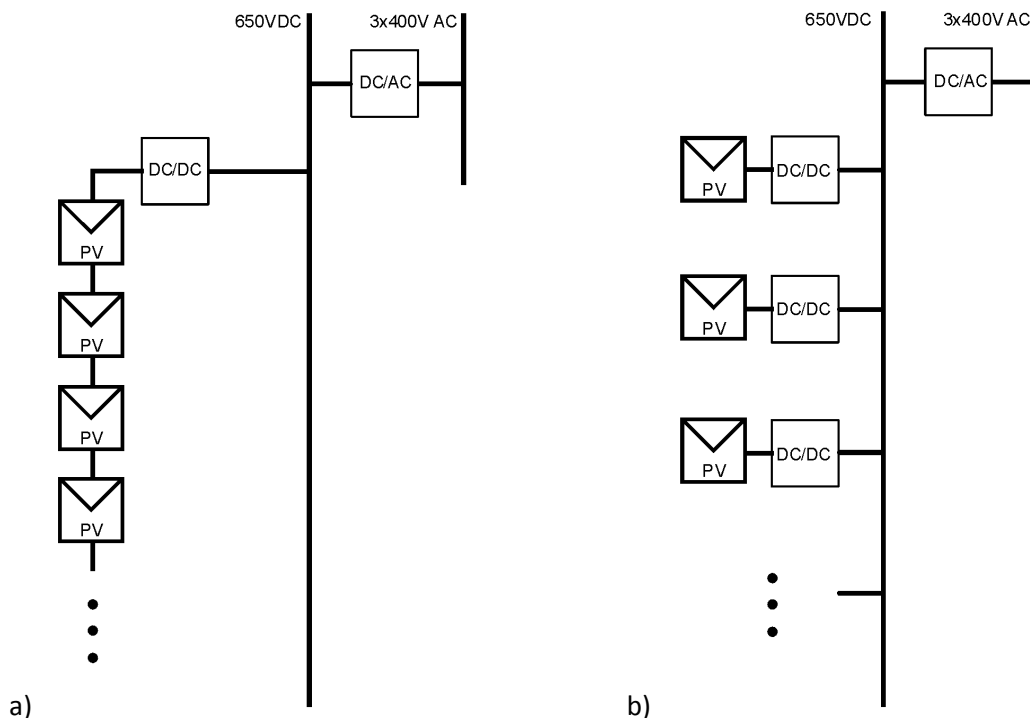 650VDC
3x400V AC
DC/AC
DC/DC
PV
PV
PV
PV
a)
650VDC
3x400V AC
DC/AC
PV
DC/DC
PV
DC/DC
PV
DC/DC
b)